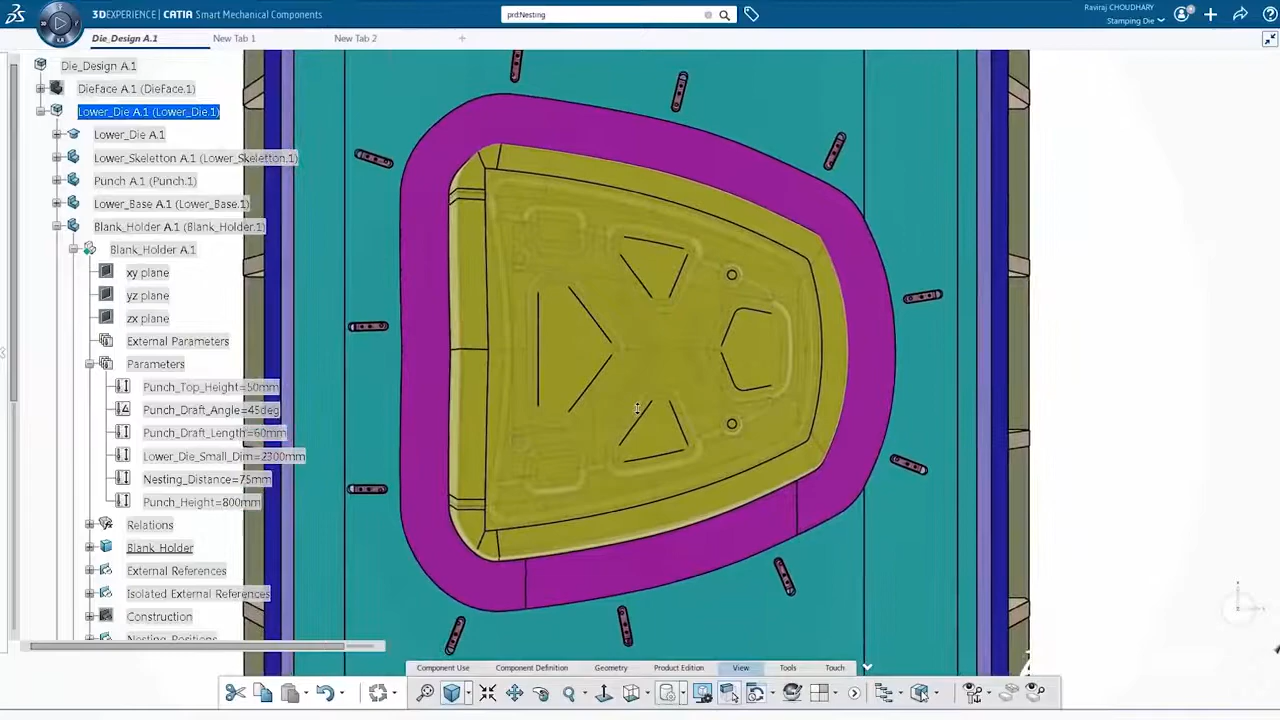 3DEXPERIENCE | CATIA Smart Mechanical Components
prd:Nesting
Raviraj CHOUDHARY
Stamping Die
Die_Design A.1
New Tab 1
New Tab 2
Die_Design A.1
DieFace A.1 (DieFace.1)
Lower_Die A.1 (Lower_Die.1)
Lower_Die A.1
Lower_Skeletton A.1 (Lower_Skeletton.1)
Punch A.1 (Punch.1)
Lower_Base A.1 (Lower_Base.1)
Blank_Holder A.1 (Blank_Holder.1)
Blank_Holder A.1
xy plane
yz plane
zx plane
External Parameters
Parameters
Punch_Top_Height=50mm
Punch_Draft_Angle=45deg
Punch_Draft_Length=60mm
Lower_Die_Small_Dim=2300mm
Nesting_Distance=75mm
Punch_Height=800mm
Relations
Blank_Holder
External References
Isolated External References
Construction
Nesting_Positions
Component Use
Component Definition
Geometry
Product Edition
View
Tools
Touch